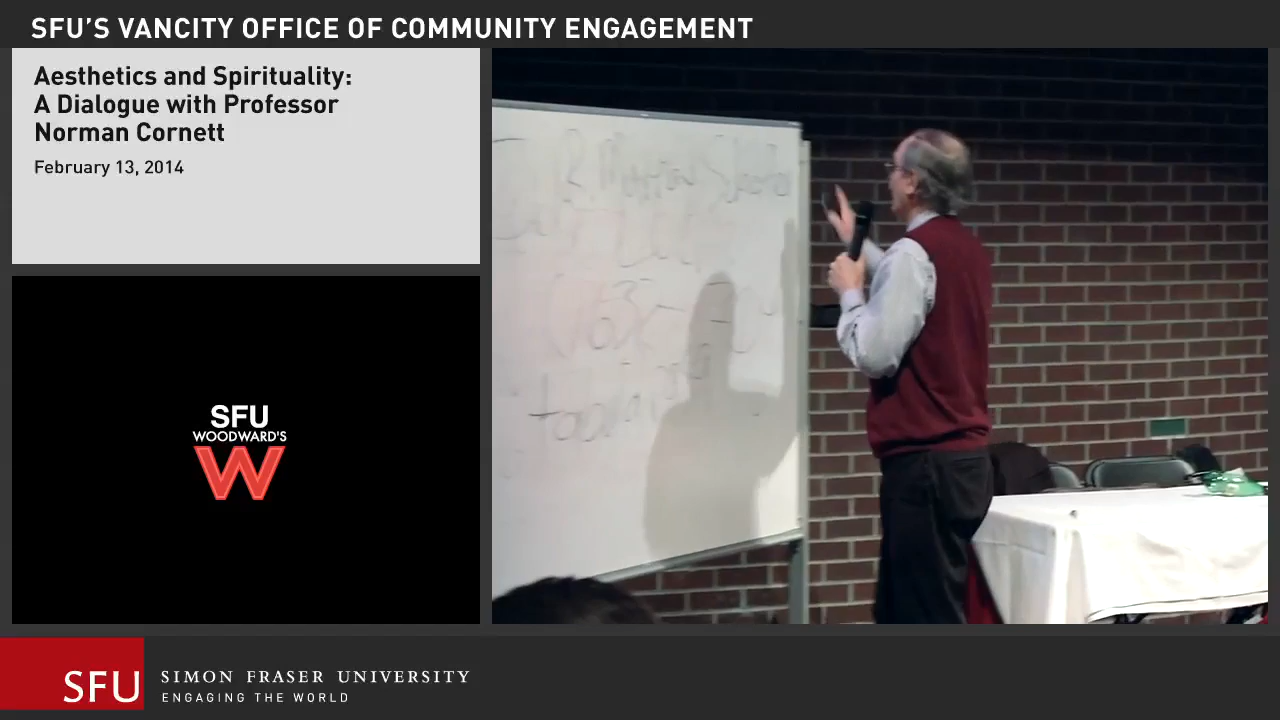 SFU'S VANCITY OFFICE OF COMMUNITY ENGAGEMENT
Aesthetics and Spirituality:
A Dialogue with Professor
Norman Cornett
February 13, 2014
SFU
WOODWARD'S
W
R Murray
SFU
SIMON FRASER UNIVERSITY
ENGAGING THE WORLD